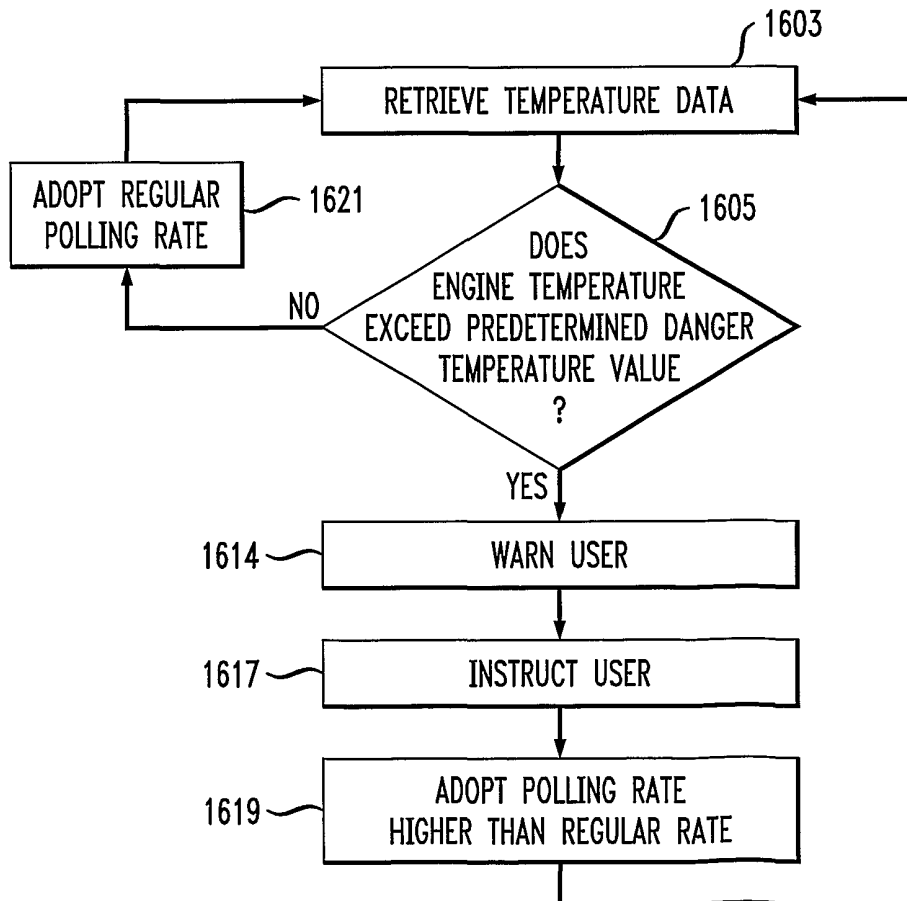 1603
RETRIEVE TEMPERATURE DATA
ADOPT REGULAR
POLLING RATE
1621
1605
DOES
ENGINE TEMPERATURE
EXCEED PREDETERMINED DANGER
TEMPERATURE VALUE
?
NO
YES
1614
WARN USER
1617
INSTRUCT USER
1619
ADOPT POLLING RATE
HIGHER THAN REGULAR RATE